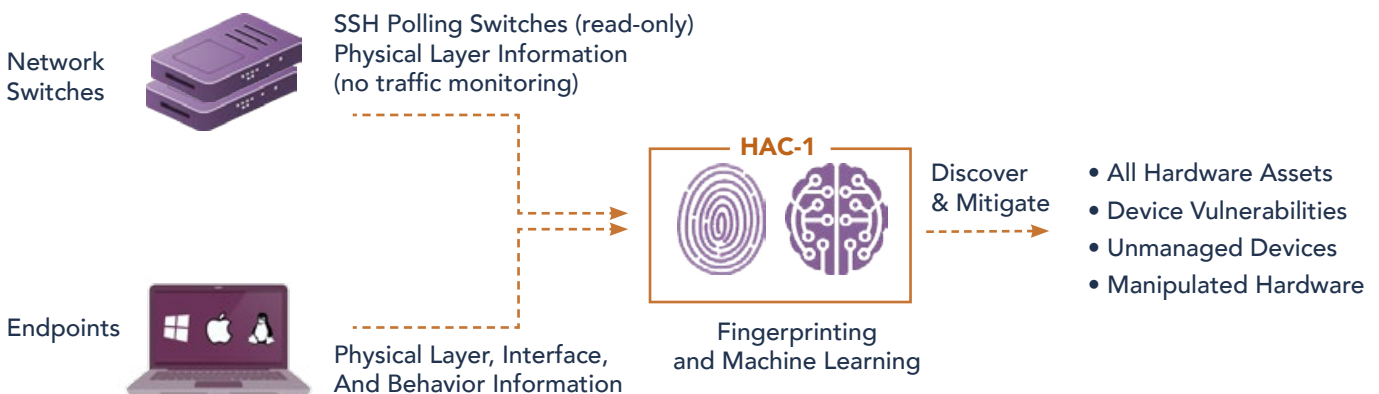 Network
Switches
SSH Polling Switches (read-only)
Physical Layer Information
(no traffic monitoring)
HAC-1
Discover
& Mitigate
• All Hardware Assets
• Device Vulnerabilities
• Unmanaged Devices
• Manipulated Hardware
Fingerprinting
and Machine Learning
Endpoints
Physical Layer, Interface,
And Behavior Information